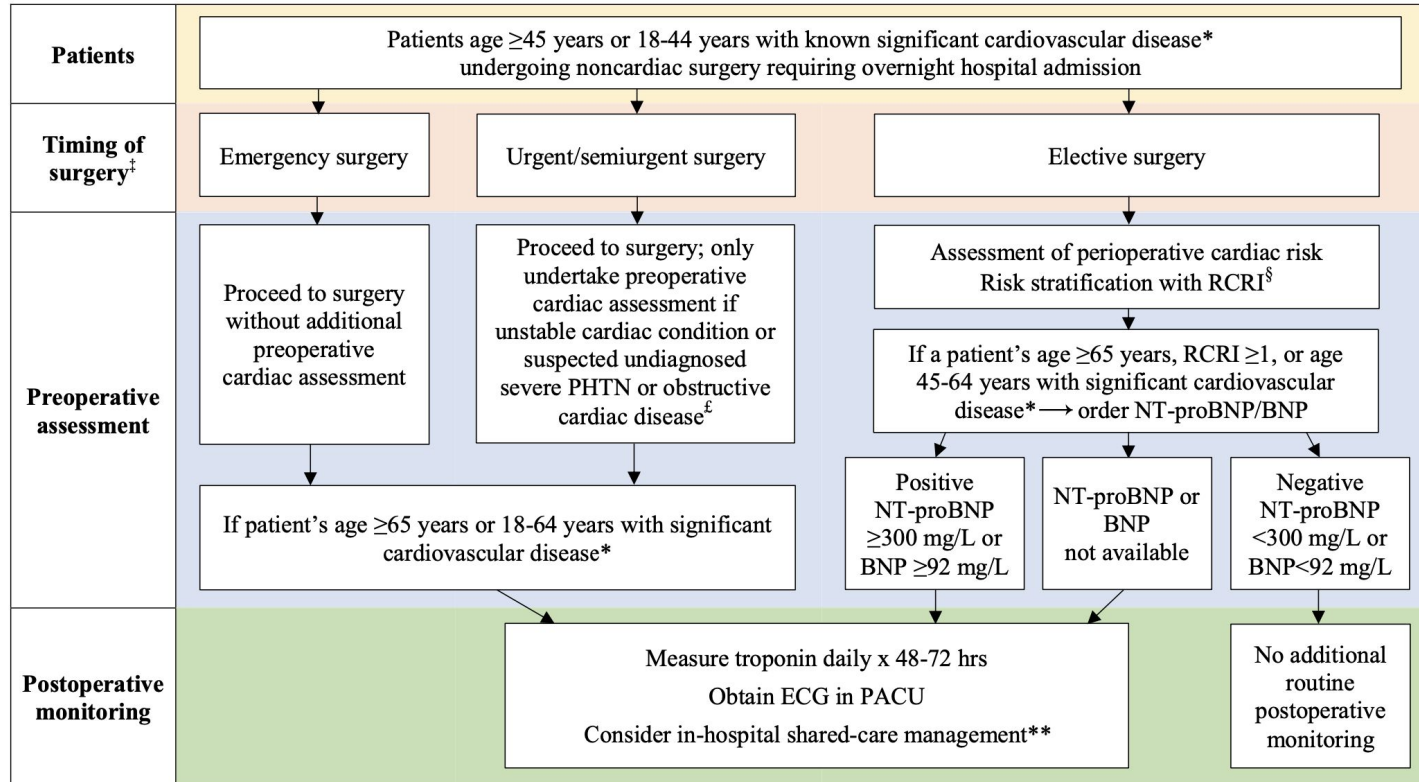 Patients
Patients age ≥45 years or 18-44 years with known significant cardiovascular disease*
undergoing noncardiac surgery requiring overnight hospital admission
Timing of
surgery‡
Emergency surgery
Urgent/semiurgent surgery
Elective surgery
Preoperative
assessment
Proceed to surgery
without additional
preoperative
cardiac assessment
Proceed to surgery; only
undertake preoperative
cardiac assessment if
unstable cardiac condition or
suspected undiagnosed
severe PHTN or obstructive
cardiac disease£
Assessment of perioperative cardiac risk
Risk stratification with RCRI§
If a patient's age ≥65 years, RCRI ≥1, or age
45-64 years with significant cardiovascular
disease* → order NT-proBNP/BNP
If patient's age ≥65 years or 18-64 years with significant
cardiovascular disease*
Positive
NT-proBNP
≥300 mg/L or
BNP ≥92 mg/L
NT-proBNP or
BNP
not available
Negative
NT-proBNP
<300 mg/L or
BNP<92 mg/L
Postoperative
monitoring
Measure troponin daily x 48-72 hrs
Obtain ECG in PACU
Consider in-hospital shared-care management**
No additional
routine
postoperative
monitoring